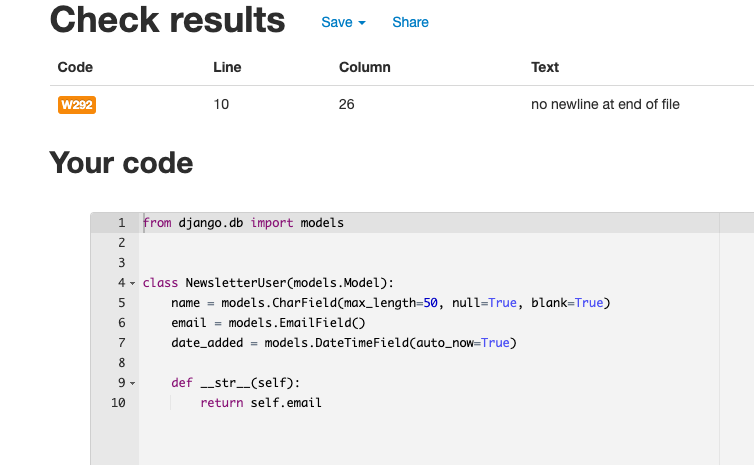 Check results Save Share
Code Line Column Text
W292 10 26 no newline at end of file
Your code
1 from django.db import models
2
3
4 class NewsletterUser(models.Model):
5     name = models.CharField(max_length=50, null=True, blank=True)
6     email = models.EmailField()
7     date_added = models.DateTimeField(auto_now=True)
8
9     def __str__(self):
10         return self.email